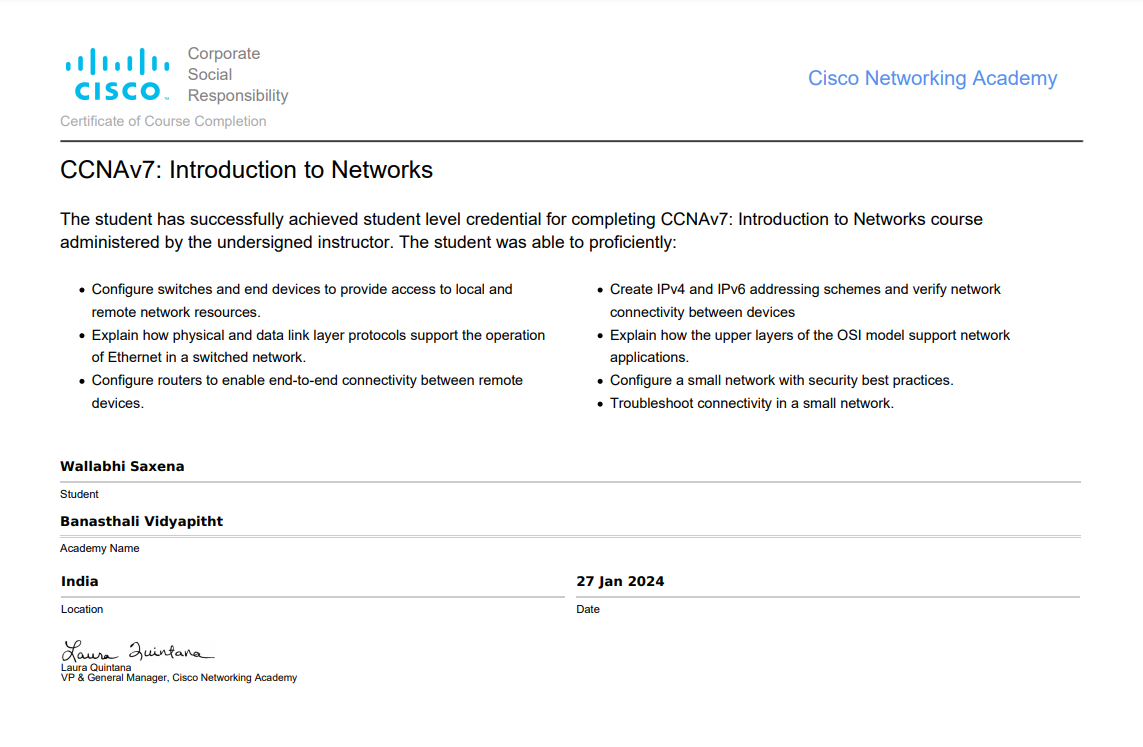 CISCO™
Corporate
Social
Responsibility
Cisco Networking Academy
Certificate of Course Completion
CCNAv7: Introduction to Networks
The student has successfully achieved student level credential for completing CCNAv7: Introduction to Networks course
administered by the undersigned instructor. The student was able to proficiently:
• Configure switches and end devices to provide access to local and
remote network resources.
• Explain how physical and data link layer protocols support the operation
of Ethernet in a switched network.
• Configure routers to enable end-to-end connectivity between remote
devices.
• Create IPv4 and IPv6 addressing schemes and verify network
connectivity between devices
• Explain how the upper layers of the OSI model support network
applications.
• Configure a small network with security best practices.
• Troubleshoot connectivity in a small network.
Wallabhi Saxena
Student
Banasthali Vidyapitht
Academy Name
India
Location
27 Jan 2024
Date
Laura Quintana
Laura Quintana
VP & General Manager, Cisco Networking Academy